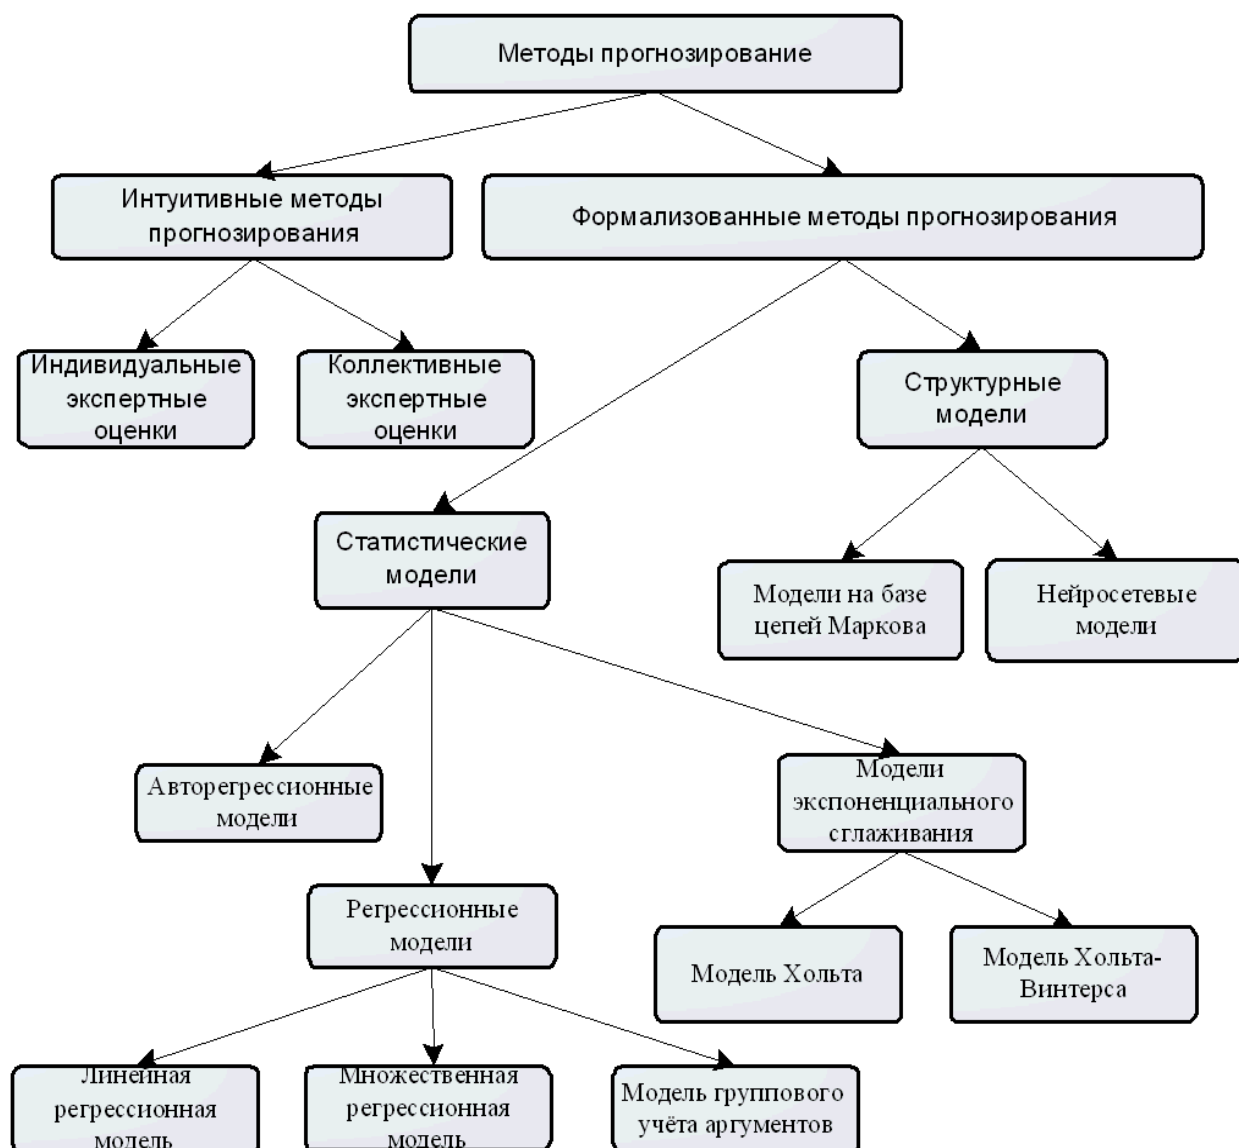 Методы прогнозирование
Интуитивные методы
прогнозирования
Формализованные методы прогнозирования
Индивидуальные
экспертные
оценки
Коллективные
экспертные
оценки
Структурные
модели
Статистические
модели
Модели на базе
цепей Маркова
Нейросетевые
модели
Авторегрессионные
модели
Модели
экспоненциального
сглаживания
Регрессионные
модели
Модель Хольта
Модель Хольта-
Винтерса
Линейная
регрессионная
модель
Множественная
регрессионная
модель
Модель группового
учёта аргументов